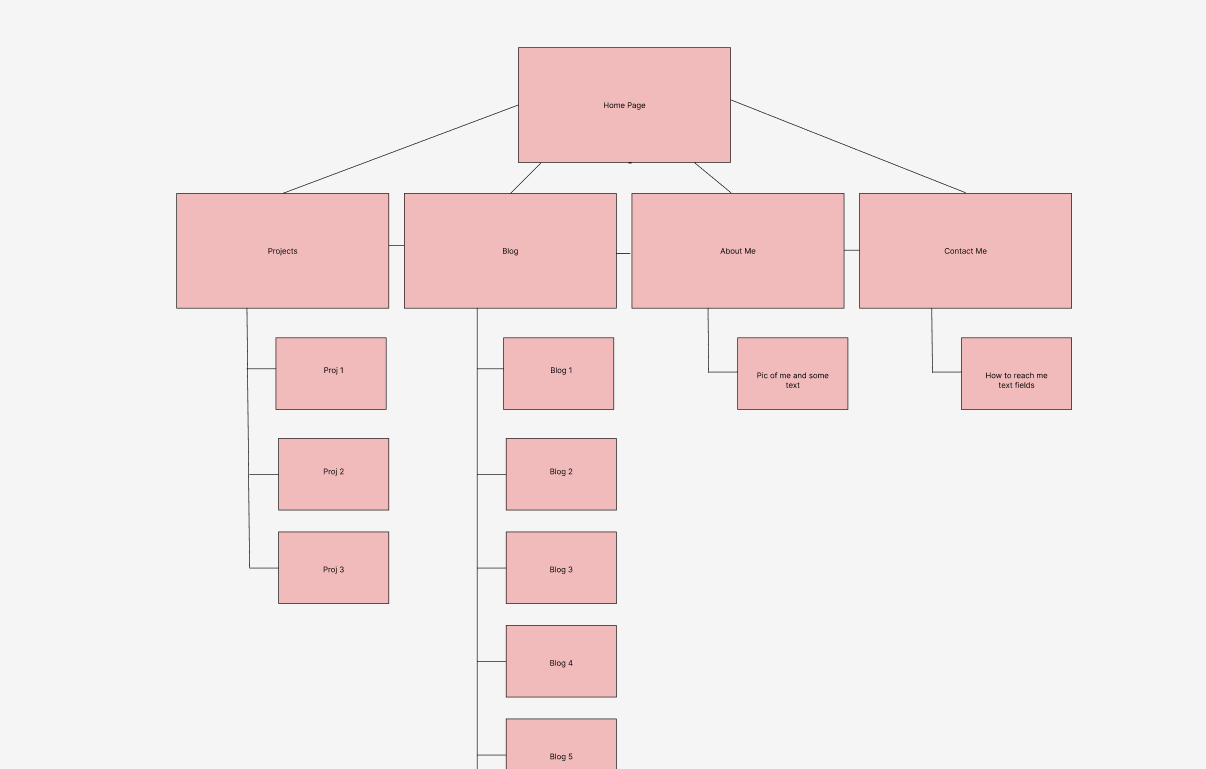 Home Page
Projects
Blog
About Me
Contact Me
Proj 1
Blog 1
Pic of me and some
text
How to reach me
text fields
Proj 2
Blog 2
Proj 3
Blog 3
Blog 4
Blog 5